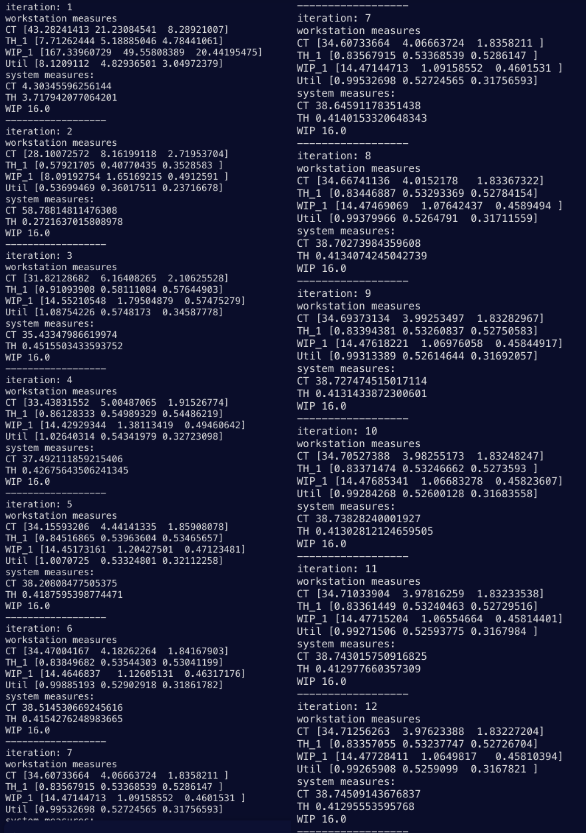 iteration: 1
workstation measures
CT [43.28241413 21.23084541  8.28921007]
TH_1 [7.71262444 5.18885046 4.78441061]
WIP_1 [167.33960729  49.55808389  20.44195475]
Util [8.1209112  4.82936501 3.04972379]
system measures:
CT 4.30345596256144
TH 3.717942077064201
WIP 16.0
------------------
iteration: 2
workstation measures
CT [28.10072572  8.16199118  2.71953704]
TH_1 [0.57921705 0.40770435 0.3528583 ]
WIP_1 [8.09192754 1.65169215 0.4912591 ]
Util [0.53699469 0.36017511 0.23716678]
system measures:
CT 58.78814811476308
TH 0.2721637015808978
WIP 16.0
------------------
iteration: 3
workstation measures
CT [31.82128682  6.16408265  2.10625528]
TH_1 [0.91093908 0.58111084 0.57644903]
WIP_1 [14.55210548  1.79504879  0.57475279]
Util [1.08754226 0.5748173  0.34587778]
system measures:
CT 35.43347986619974
TH 0.4515503433593752
WIP 16.0
------------------
iteration: 4
workstation measures
CT [33.43831552  5.00487065  1.91526774]
TH_1 [0.86128333 0.54989329 0.54486219]
WIP_1 [14.42929344  1.38113419  0.49460642]
Util [1.02640314 0.54341979 0.32723098]
system measures:
CT 37.492111859215406
TH 0.42675643506241345
WIP 16.0
------------------
iteration: 5
workstation measures
CT [34.15593206  4.44141335  1.85908078]
TH_1 [0.84516865 0.53963604 0.53465657]
WIP_1 [14.45173161  1.20427501  0.47123481]
Util [1.0070725  0.53324801 0.32112258]
system measures:
CT 38.20808477505375
TH 0.4187595398774471
WIP 16.0
------------------
iteration: 6
workstation measures
CT [34.47004167  4.18262264  1.84167903]
TH_1 [0.83849682 0.53544303 0.53041199]
WIP_1 [14.4646837   1.12605131  0.46317176]
Util [0.99885193 0.52902918 0.31861782]
system measures:
CT 38.514530669245616
TH 0.4154276248983665
WIP 16.0
------------------
iteration: 7
workstation measures
CT [34.60733664  4.06663724  1.8358211 ]
TH_1 [0.83567915 0.53368539 0.5286147 ]
WIP_1 [14.47144713  1.09158552  0.4601531 ]
Util [0.99532698 0.52724565 0.31756593]
system measures:
------------------
iteration: 7
workstation measures
CT [34.60733664  4.06663724  1.8358211 ]
TH_1 [0.83567915 0.53368539 0.5286147 ]
WIP_1 [14.47144713  1.09158552  0.4601531 ]
Util [0.99532698 0.52724565 0.31756593]
system measures:
CT 38.64591178351438
TH 0.4140153320648343
WIP 16.0
------------------
iteration: 8
workstation measures
CT [34.66741136  4.0152178   1.83367322]
TH_1 [0.83446887 0.53293369 0.52784154]
WIP_1 [14.47469069  1.07642437  0.4589494 ]
Util [0.99379966 0.5264791  0.31711559]
system measures:
CT 38.70273984359608
TH 0.4134074245042739
WIP 16.0
------------------
iteration: 9
workstation measures
CT [34.69373134  3.99253497  1.83282967]
TH_1 [0.83394381 0.53260837 0.52750583]
WIP_1 [14.47618221  1.06976058  0.45844917]
Util [0.99313389 0.52614644 0.31692057]
system measures:
CT 38.727474515017114
TH 0.4131433872300601
WIP 16.0
------------------
iteration: 10
workstation measures
CT [34.70527388  3.98255173  1.83248247]
TH_1 [0.83371474 0.53246662 0.5273593 ]
WIP_1 [14.47685341  1.06683278  0.45823607]
Util [0.99284268 0.52600128 0.31683558]
system measures:
CT 38.73828240001927
TH 0.41302812124659505
WIP 16.0
------------------
iteration: 11
workstation measures
CT [34.71033904  3.97816259  1.83233538]
TH_1 [0.83361449 0.53240463 0.52729516]
WIP_1 [14.47715204  1.06554664  0.45814401]
Util [0.99271506 0.52593775 0.3167984 ]
system measures:
CT 38.743015750916825
TH 0.412977660357309
WIP 16.0
------------------
iteration: 12
workstation measures
CT [34.71256263  3.97623388  1.83227204]
TH_1 [0.83357055 0.53237747 0.52726704]
WIP_1 [14.47728411  1.0649817   0.45810394]
Util [0.99265908 0.5259099  0.3167821 ]
system measures:
CT 38.74509143676837
TH 0.41295553595768
WIP 16.0
------------------